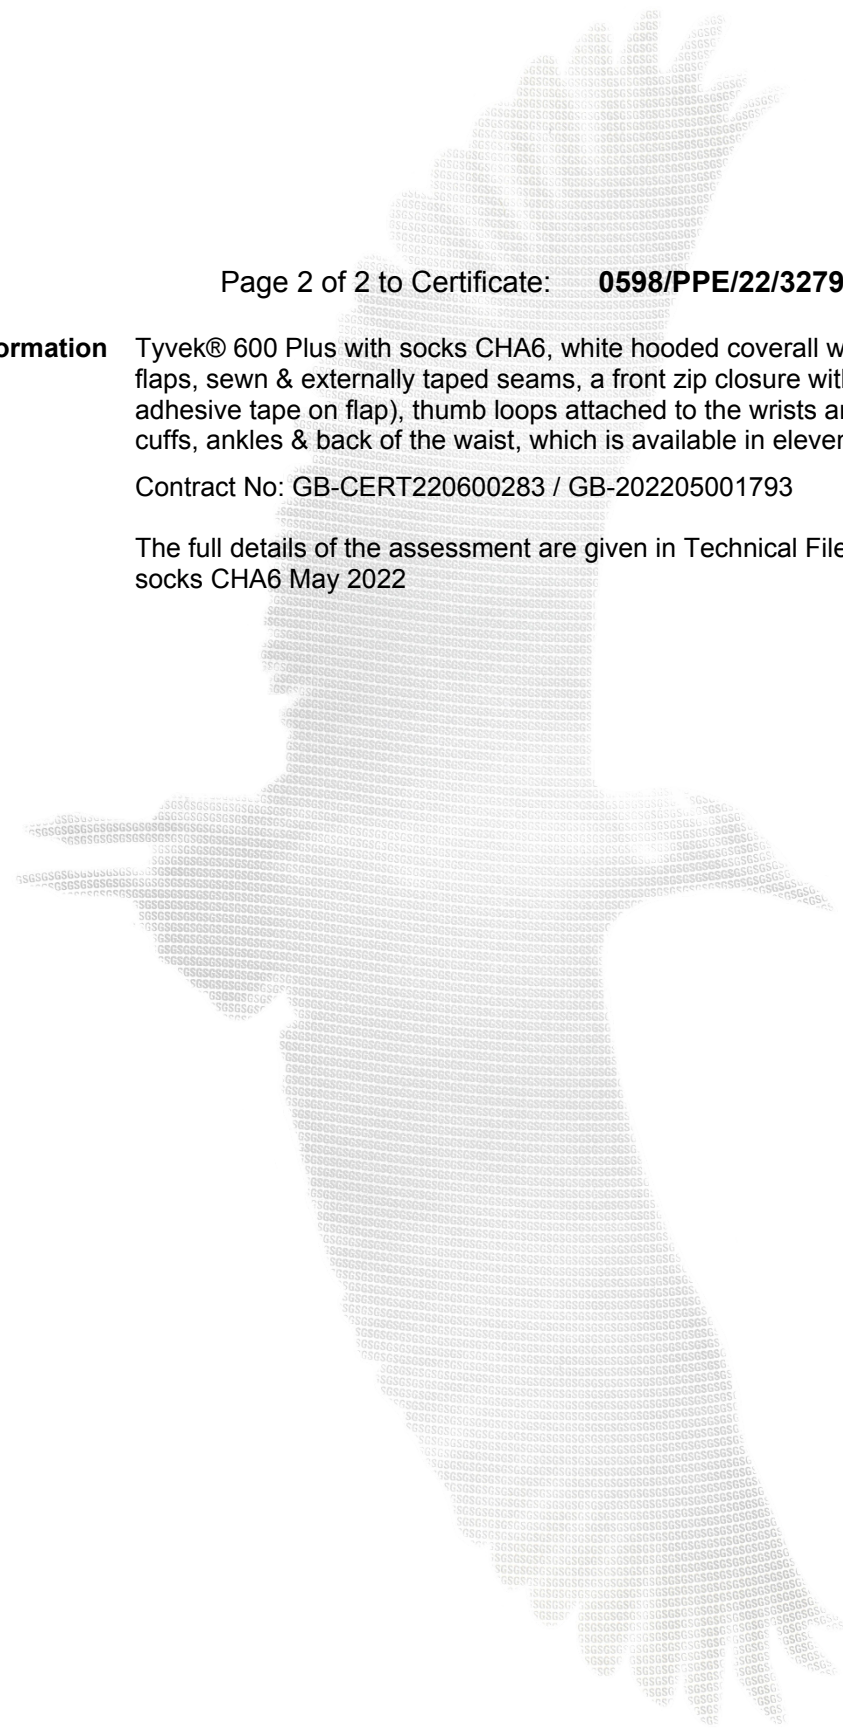 Page 2 of 2 to Certificate: 0598/PPE/22/3279
ormation Tyvek® 600 Plus with socks CHA6, white hooded coverall w
flaps, sewn & externally taped seams, a front zip closure with
adhesive tape on flap), thumb loops attached to the wrists ar
cuffs, ankles & back of the waist, which is available in eleven
Contract No: GB-CERT220600283 / GB-202205001793
The full details of the assessment are given in Technical File
socks CHA6 May 2022